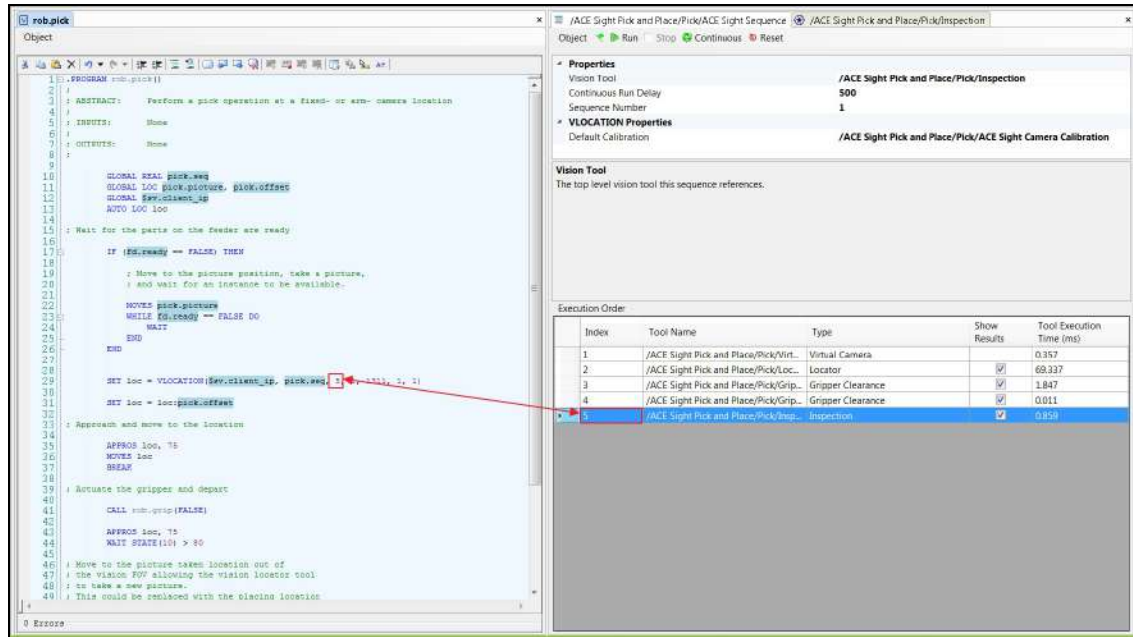 rob.pick
Object
1 .PROGRAM rob.pick()
2 ;
3 ; ABSTRACT: Perform a pick operation at a fixed- or arm- camera location
4 ;
5 ; INPUTS: None
6 ;
7 ; OUTPUTS: None
8 ;
9
10 GLOBAL REAL pick.seq
11 GLOBAL LOC pick.picture, pick.offset
12 GLOBAL $sv.client_ip
13 AUTO LOC loc
14
15 ; Wait for the parts on the feeder are ready
16
17 IF (fd.ready == FALSE) THEN
18
19 ; Move to the picture position, take a picture,
20 ; and wait for an instance to be available.
21
22 MOVES pick.picture
23 WHILE fd.ready == FALSE DO
24 WAIT
25 END
26 END
27
28
29 SET loc = VLOCATION($sv.client_ip, pick.seq, 5, 1, 1)
30
31 SET loc = loc:pick.offset
32
33 ; Approach and move to the location
34
35 APPROS loc, 75
36 MOVES loc
37 BREAK
38
39 ; Actuate the gripper and depart
40
41 CALL rob.grip(FALSE)
42
43 APPROS loc, 75
44 WAIT STATE(10) > 80
45
46 ; Move to the picture taken location out of
47 ; the vision FOV allowing the vision locator tool
48 ; to take a new picture.
49 ; This could be replaced with the placing location
0 Errors
/ACE Sight Pick and Place/Pick/ACE Sight Sequence /ACE Sight Pick and Place/Pick/Inspection
Object Run Stop Continuous Reset
Properties
Vision Tool /ACE Sight Pick and Place/Pick/Inspection
Continuous Run Delay 500
Sequence Number 1
VLOCATION Properties
Default Calibration /ACE Sight Pick and Place/Pick/ACE Sight Camera Calibration
Vision Tool
The top level vision tool this sequence references.
Execution Order
Index Tool Name Type Show Results Tool Execution Time (ms)
1 /ACE Sight Pick and Place/Pick/Virt... Virtual Camera 0.357
2 /ACE Sight Pick and Place/Pick/Loc... Locator 69.337
3 /ACE Sight Pick and Place/Pick/Grip... Gripper Clearance 1.847
4 /ACE Sight Pick and Place/Pick/Grip... Gripper Clearance 0.011
5 /ACE Sight Pick and Place/Pick/Insp... Inspection 0.859